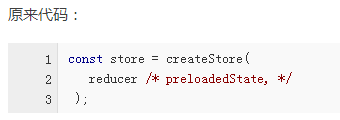 原来代码：
1 const store = createStore(
2 reducer /* preloadedState, */
3 );